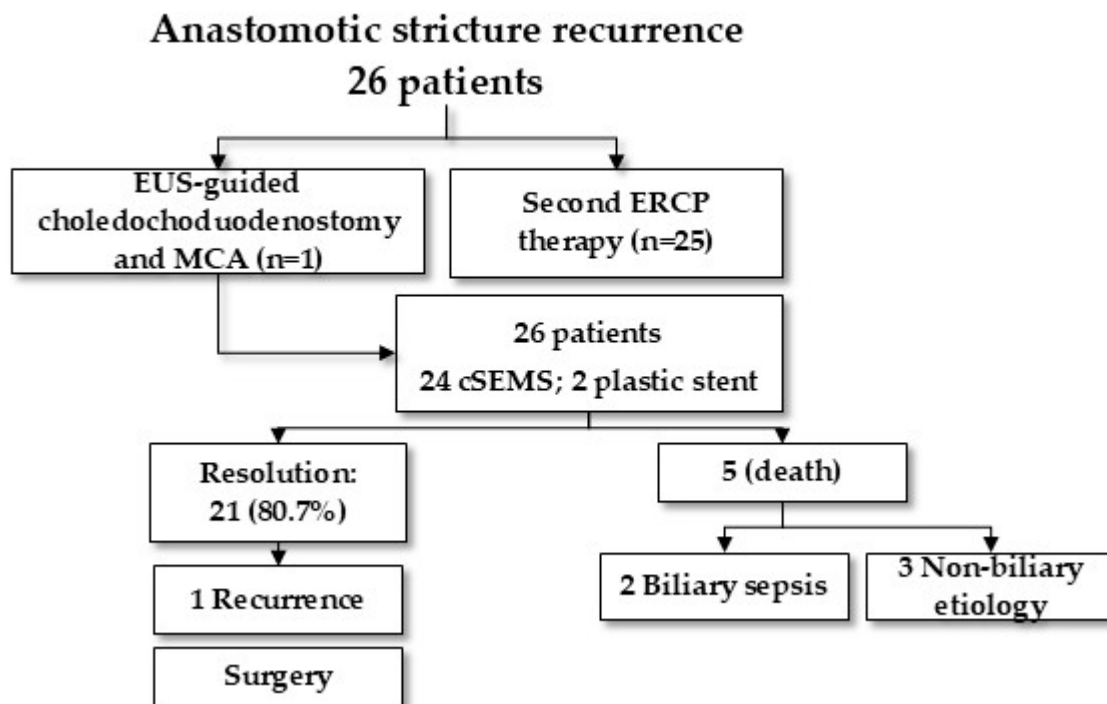 Anastomotic stricture recurrence
26 patients
EUS-guided
choledochoduodenostomy
and MCA (n=1)
Second ERCP
therapy (n=25)
26 patients
24 cSEMS; 2 plastic stent
Resolution:
21 (80.7%)
5 (death)
1 Recurrence
2 Biliary sepsis
3 Non-biliary
etiology
Surgery